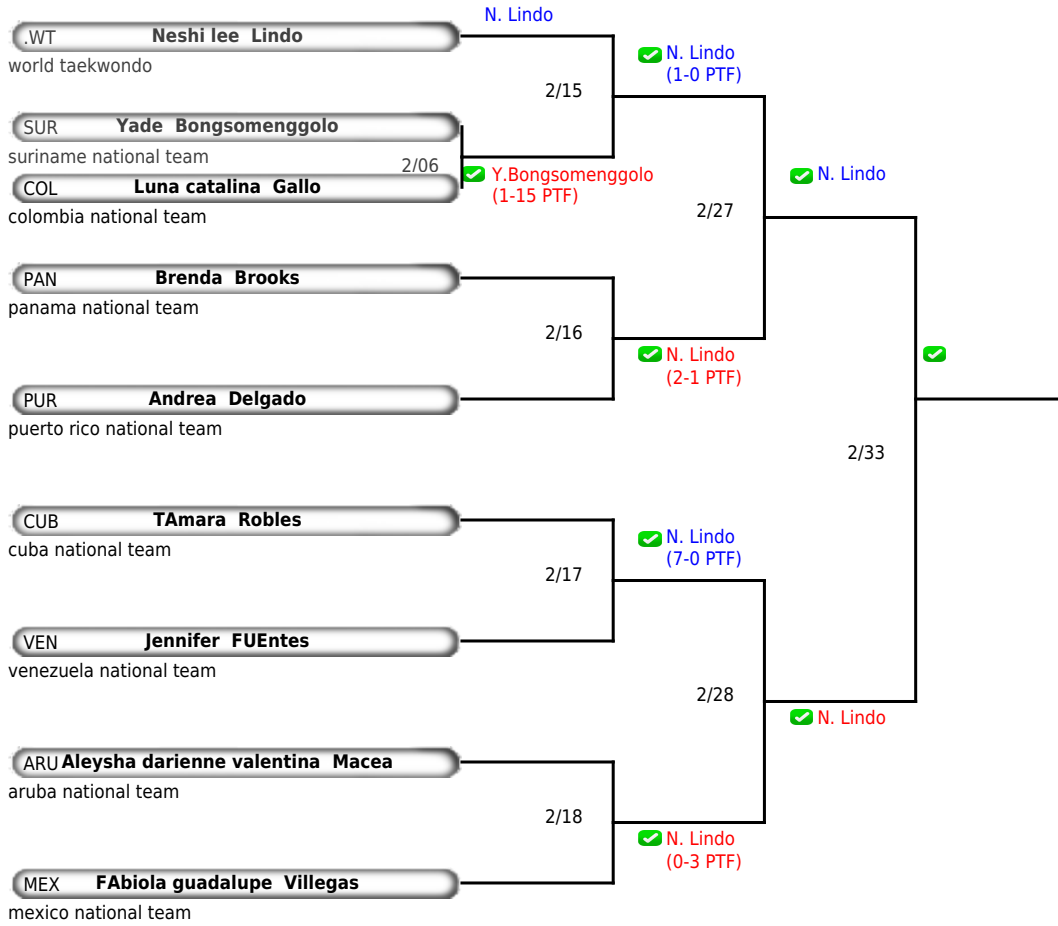 N. Lindo
.WT Neshi lee Lindo
world taekwondo
N. Lindo
(1-0 PTF)
2/15
SUR Yade Bongsomenggolo
suriname national team
2/06
COL Luna catalina Gallo
colombia national team
Y.Bongsomenggolo
(1-15 PTF)
N. Lindo
2/27
PAN Brenda Brooks
panama national team
2/16
N. Lindo
(2-1 PTF)
PUR Andrea Delgado
puerto rico national team
2/33
CUB TAmara Robles
cuba national team
N. Lindo
(7-0 PTF)
2/17
VEN Jennifer FUEntes
venezuela national team
2/28
N. Lindo
ARU Aleysha darienne valentina Macea
aruba national team
2/18
N. Lindo
(0-3 PTF)
MEX FAbiola guadalupe Villegas
mexico national team